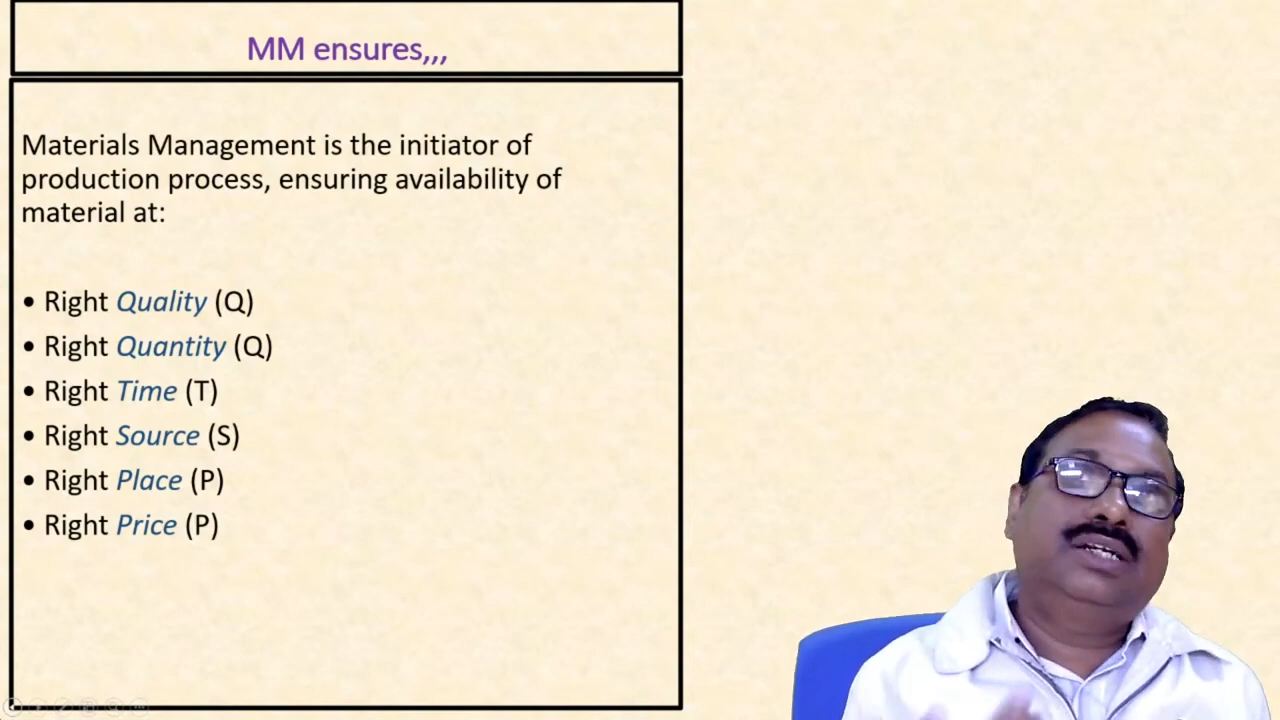 MM ensures,,,
Materials Management is the initiator of
production process, ensuring availability of
material at:
• Right Quality (Q)
• Right Quantity (Q)
• Right Time (T)
• Right Source (S)
• Right Place (P)
• Right Price (P)